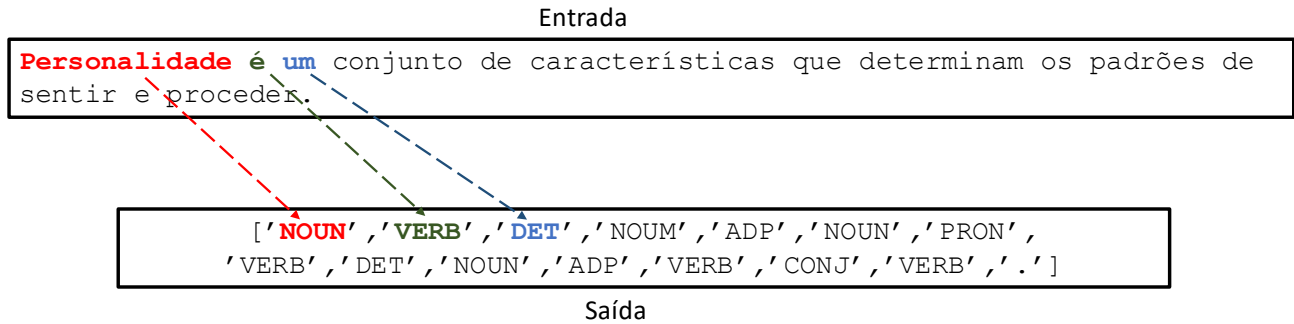 Entrada
Personalidade é um conjunto de características que determinam os padrões de
sentir e proceder.
['NOUN','VERB','DET','NOUM','ADP','NOUN','PRON',
'VERB','DET','NOUN','ADP','VERB','CONJ','VERB','.']
Saída